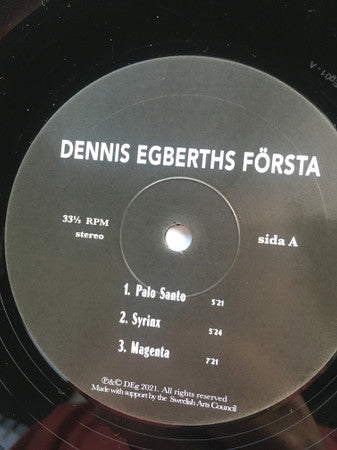 DENNIS EGBERTHS FÖRSTA
33⅓ RPM
stereo
sida A
1. Palo Santo 5'21
2. Syrinx 5'24
3. Magenta 7'21
℗&© DEg 2021, All rights reserved
Made with support by the Swedish Arts Council